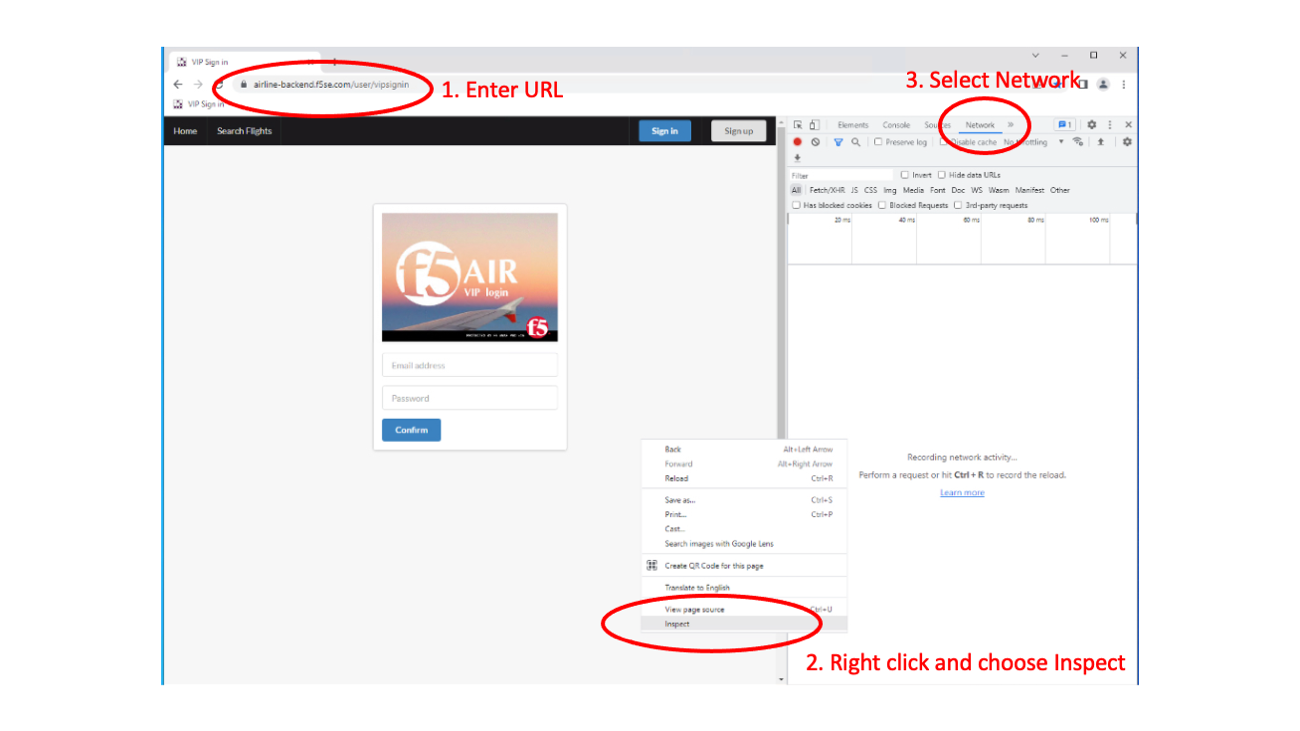 VIP Sign in
airline-backend.f5se.com/user/vipsignin
1. Enter URL
3. Select Network
VIP Sign in
Home Search Flights Sign in Sign up
Elements Console Sources Network » 1
Preserve log Disable cache No throttling
Filter Invert Hide data URLs
All Fetch/XHR JS CSS Img Media Font Doc WS Wasm Manifest Other
Has blocked cookies Blocked Requests 3rd-party requests
20 ms 40 ms 60 ms 80 ms 100 ms
f5 AIR
VIP login
f5
Email address
Password
Confirm
Back Alt+Left Arrow
Forward Alt+Right Arrow
Reload Ctrl+R
Save as... Ctrl+S
Print... Ctrl+P
Cast...
Search images with Google Lens
Create QR Code for this page
Translate to English
View page source Ctrl+U
Inspect
Recording network activity...
Perform a request or hit Ctrl + R to record the reload.
Learn more
2. Right click and choose Inspect